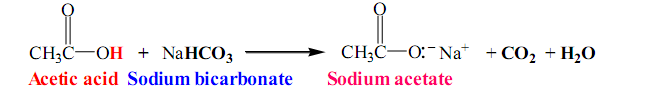 O O
CH₃C—OH + NaHCO₃ ⟶ CH₃C—O:⁻Na⁺ + CO₂ + H₂O
Acetic acid Sodium bicarbonate Sodium acetate